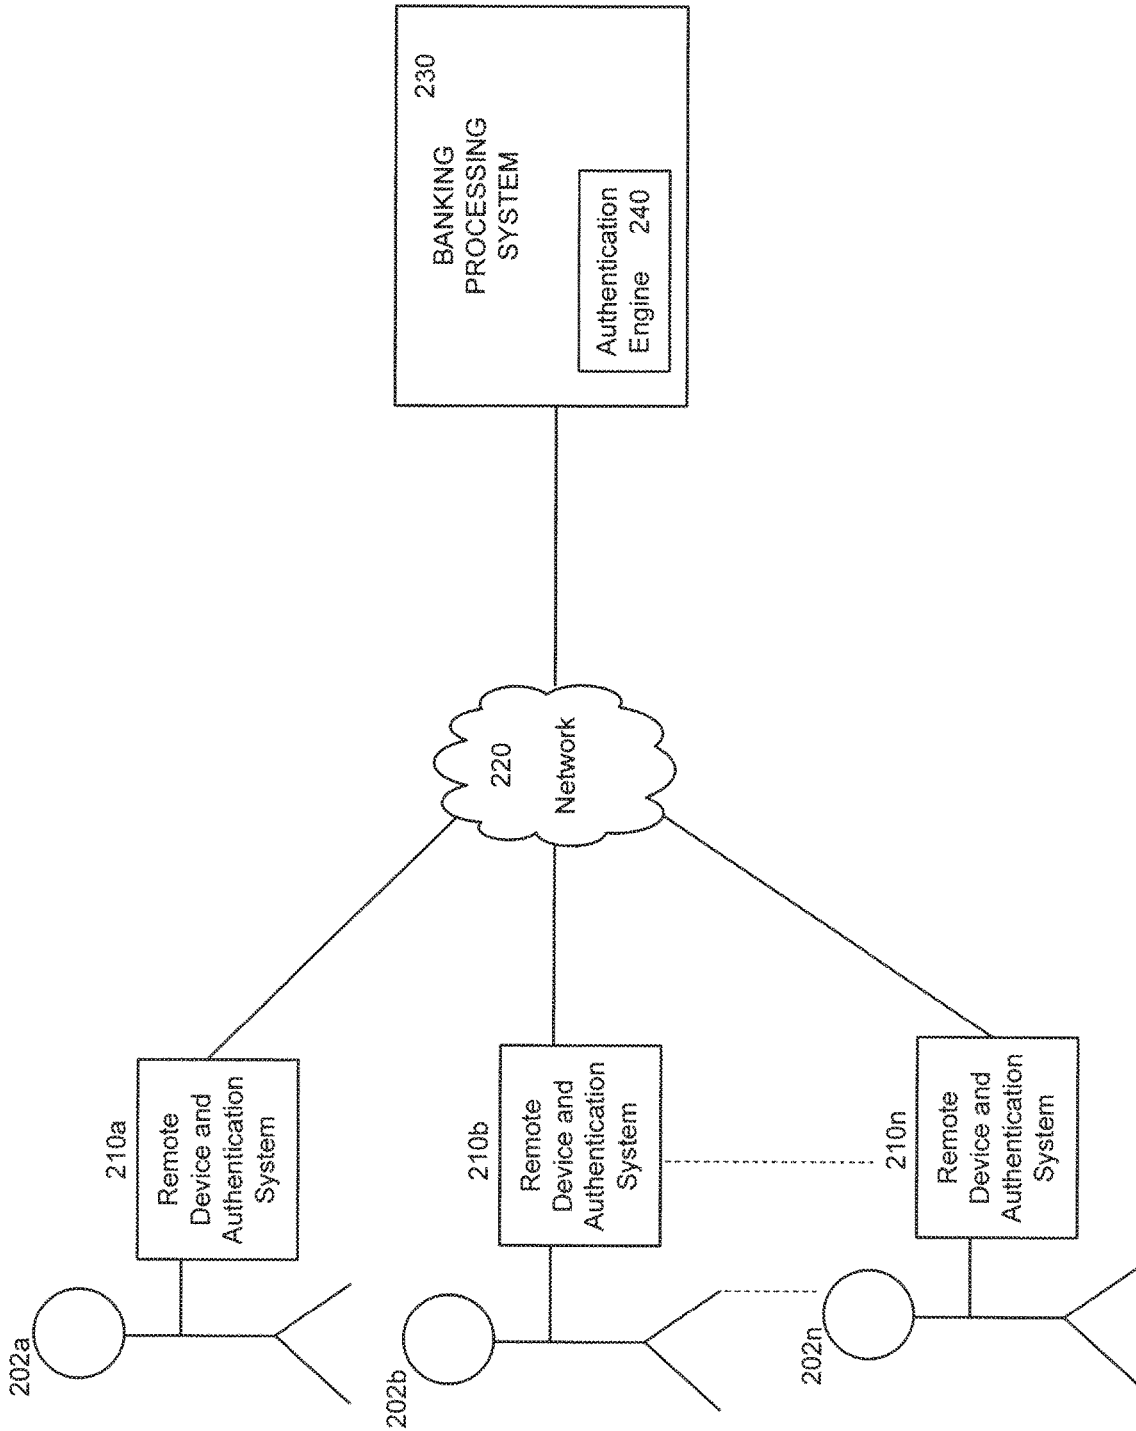 202a
210a
Remote
Device and
Authentication
System
202b
210b
Remote
Device and
Authentication
System
202n
210n
Remote
Device and
Authentication
System
220
Network
230
BANKING
PROCESSING
SYSTEM
Authentication
Engine 240